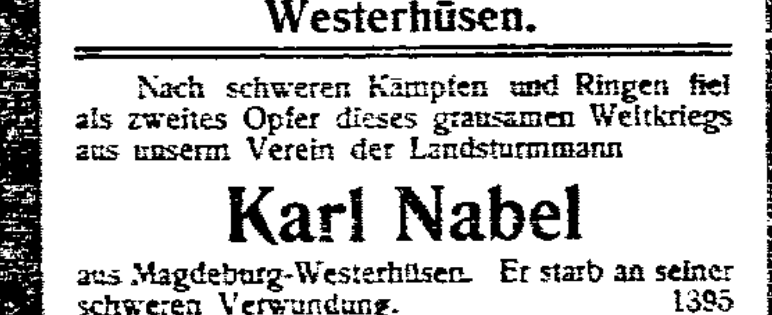 Westerhüsen.
Nach schweren Kämpfen und Ringen fiel
als zweites Opfer dieses grausamen Weltkriegs
aus unserm Verein der Landsturmmann
Karl Nabel
aus Magdeburg-Westerhüsen. Er starb an seiner
schweren Verwundung. 1395